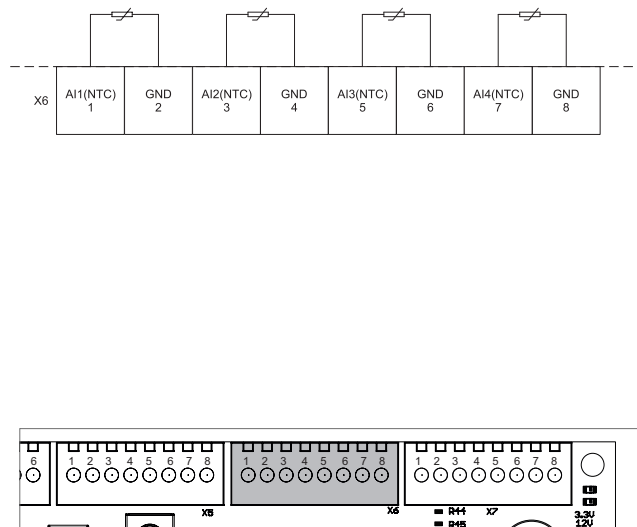 X6 AI1(NTC) GND AI2(NTC) GND AI3(NTC) GND AI4(NTC) GND
1 2 3 4 5 6 7 8
6 1 2 3 4 5 6 7 8 1 2 3 4 5 6 7 8 1 2 3 4 5 6 7 8
X5 X6 R44 X7 3.3V
R45 12V